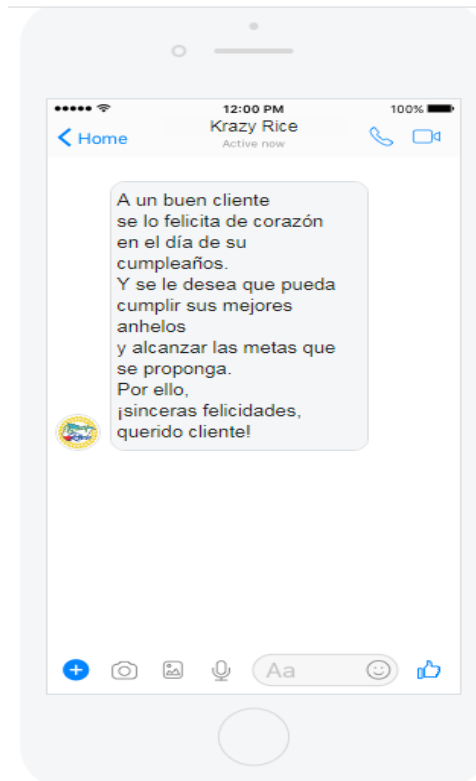 12:00 PM
100%
Home
Krazy Rice
Active now
A un buen cliente
se lo felicita de corazón
en el día de su
cumpleaños.
Y se le desea que pueda
cumplir sus mejores
anhelos
y alcanzar las metas que
se proponga.
Por ello,
¡sinceras felicidades,
querido cliente!
Aa